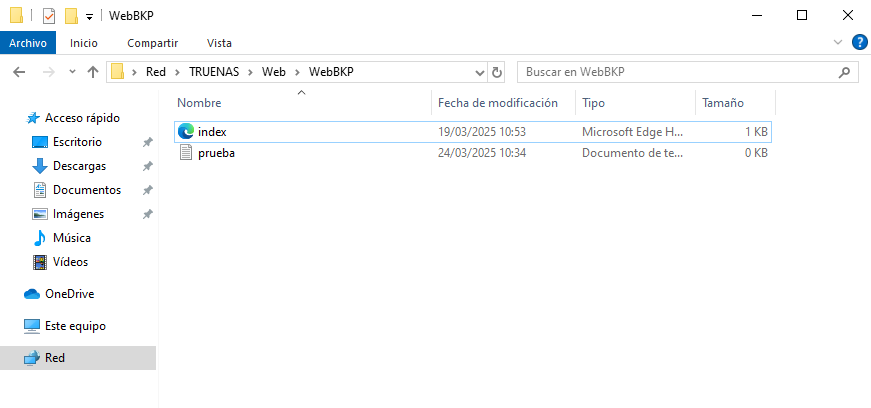 WebBKP
Archivo Inicio Compartir Vista
Red TRUENAS Web WebBKP Buscar en WebBKP
Nombre Fecha de modificación Tipo Tamaño
Acceso rápido
Escritorio
Descargas
Documentos
Imágenes
Música
Vídeos
OneDrive
Este equipo
Red
index 19/03/2025 10:53 Microsoft Edge H... 1 KB
prueba 24/03/2025 10:34 Documento de te... 0 KB